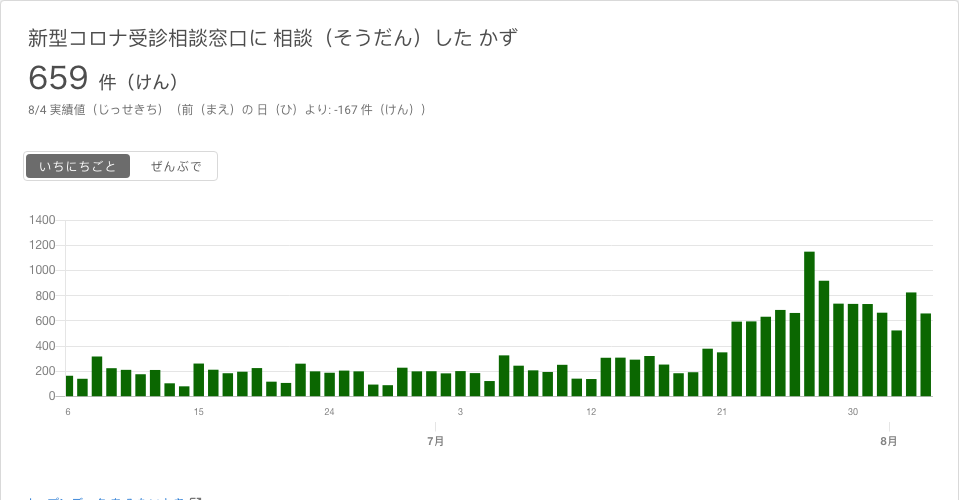 新型コロナ受診相談窓口に 相談（そうだん）した かず
659 件（けん）
8/4 実績値（じっせきち）（前（まえ）の 日（ひ）より: -167 件（けん））
いちにちごと ぜんぶで
1400
1200
1000
800
600
400
200
0
6 15 24 3 12 21 30
7月 8月